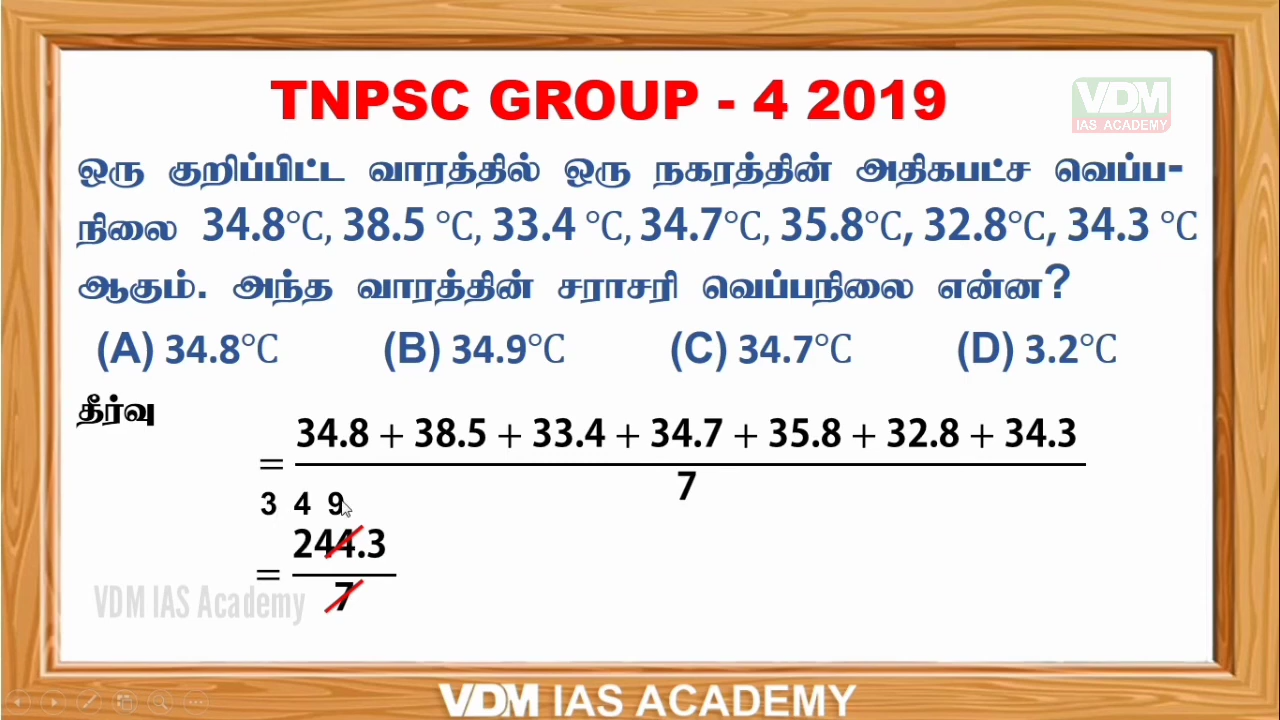 TNPSC GROUP - 4 2019
VDM
IAS ACADEMY
ஒரு குறிப்பிட்ட வாரத்தில் ஒரு நகரத்தின் அதிகபட்ச வெப்ப-
நிலை 34.8°C, 38.5 °C, 33.4 °C, 34.7°C, 35.8°C, 32.8°C, 34.3 °C
ஆகும். அந்த வாரத்தின் சராசரி வெப்பநிலை என்ன?
(A) 34.8°C (B) 34.9°C (C) 34.7°C (D) 3.2°C
தீர்வு
34.8 + 38.5 + 33.4 + 34.7 + 35.8 + 32.8 + 34.3
=
7
3 4 9
244.3
=
7
VDM IAS Academy
VDM IAS ACADEMY